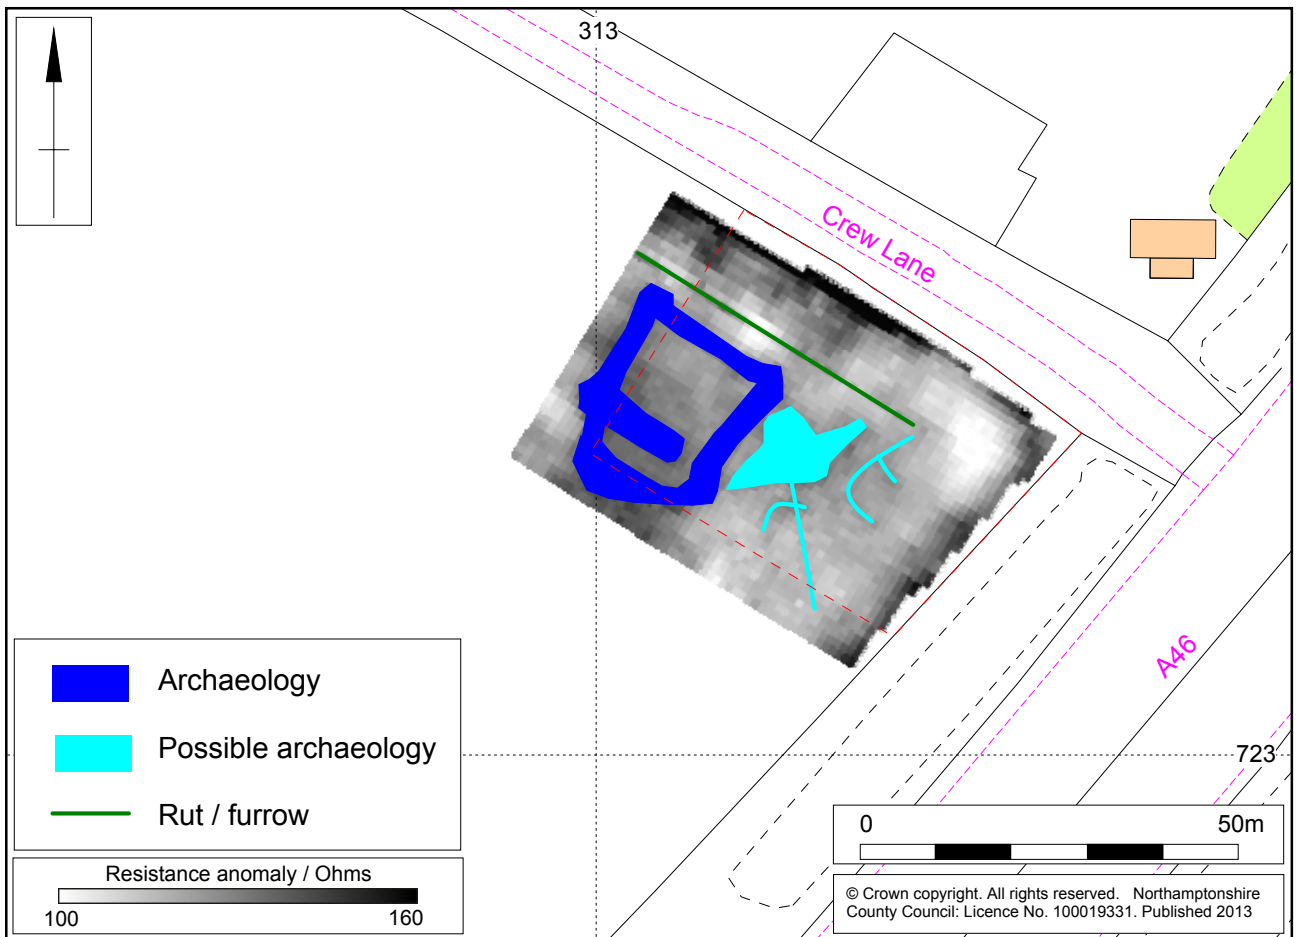 313
Crew Lane
A46
723
Archaeology
Possible archaeology
Rut / furrow
Resistance anomaly / Ohms
100 160
0 50m
© Crown copyright. All rights reserved. Northamptonshire
County Council: Licence No. 100019331. Published 2013